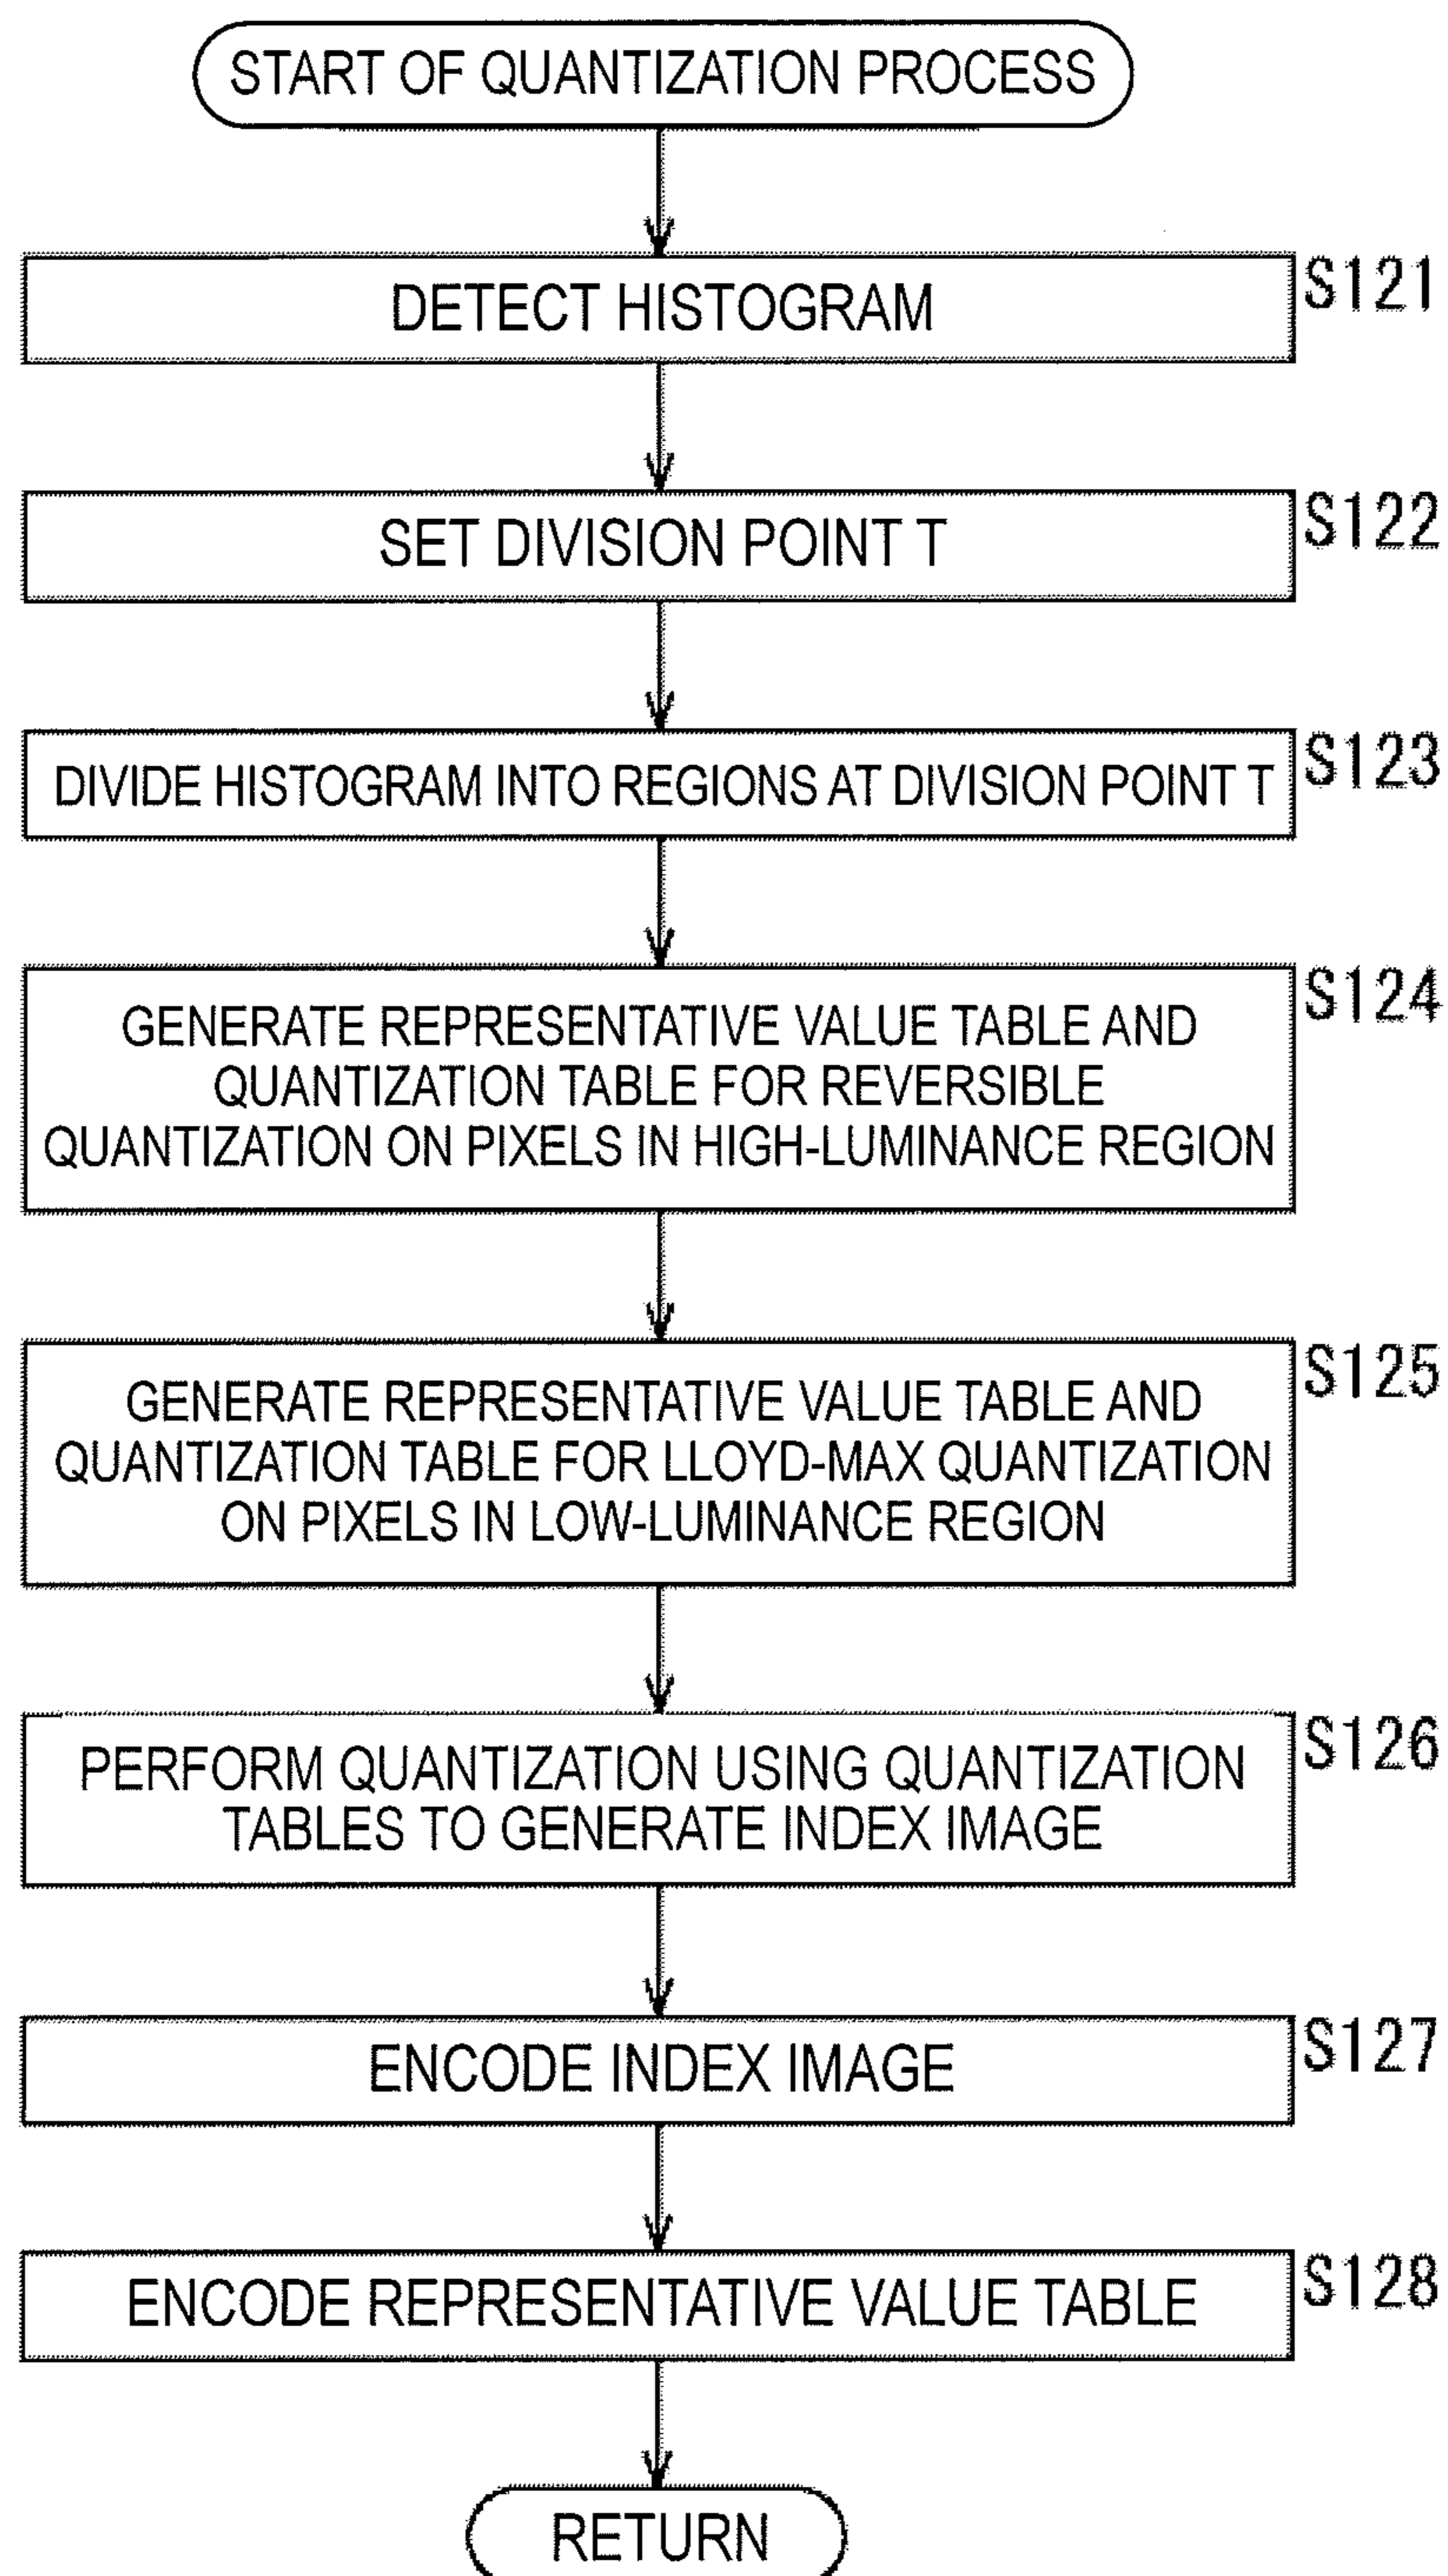 START OF QUANTIZATION PROCESS
DETECT HISTOGRAM
S121
SET DIVISION POINT T
S122
DIVIDE HISTOGRAM INTO REGIONS AT DIVISION POINT T
S123
GENERATE REPRESENTATIVE VALUE TABLE AND
QUANTIZATION TABLE FOR REVERSIBLE
QUANTIZATION ON PIXELS IN HIGH-LUMINANCE REGION
S124
GENERATE REPRESENTATIVE VALUE TABLE AND
QUANTIZATION TABLE FOR LLOYD-MAX QUANTIZATION
ON PIXELS IN LOW-LUMINANCE REGION
S125
PERFORM QUANTIZATION USING QUANTIZATION
TABLES TO GENERATE INDEX IMAGE
S126
ENCODE INDEX IMAGE
S127
ENCODE REPRESENTATIVE VALUE TABLE
S128
RETURN